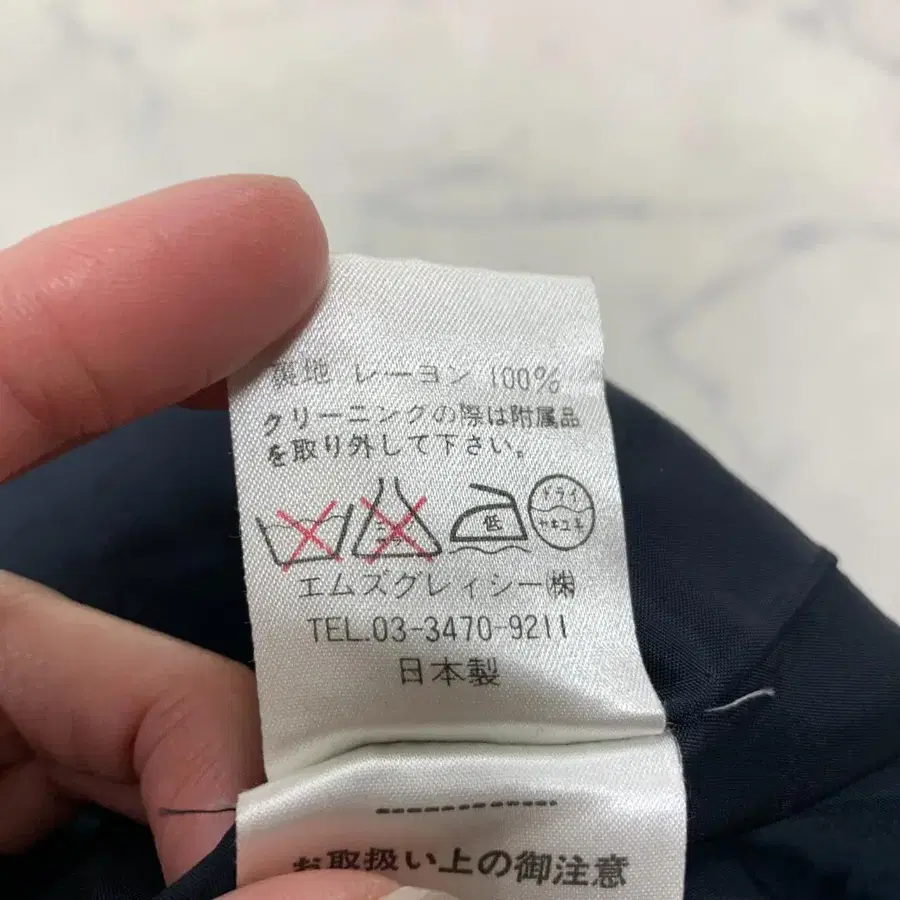 裏地 レーヨン 100%
クリーニングの際は附属品
を取り外して下さい。
低
ドライ
セキユ系
エムズグレィシー㈱
TEL.03-3470-9211
日本製
お取扱い上の御注意